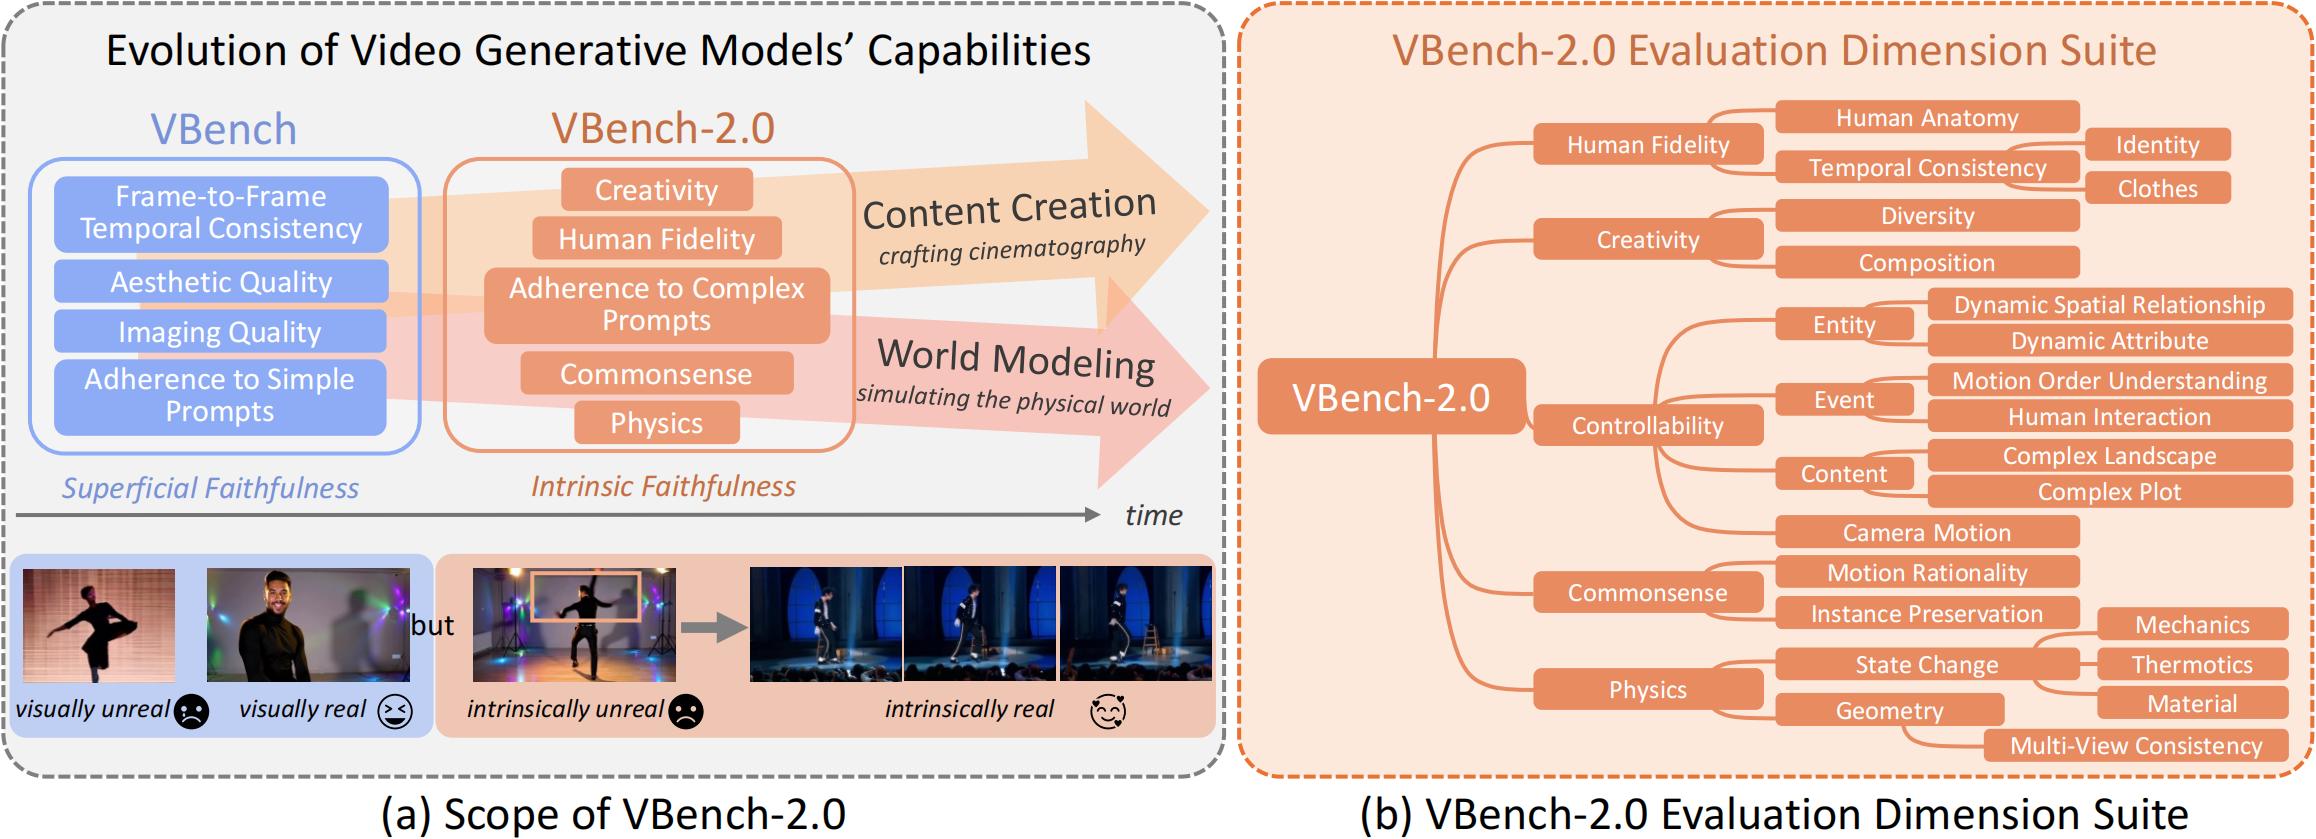 Evolution of Video Generative Models’ Capabilities
VBench
Frame-to-Frame
Temporal Consistency
Aesthetic Quality
Imaging Quality
Adherence to Simple
Prompts
Superficial Faithfulness
VBench-2.0
Creativity
Human Fidelity
Adherence to Complex
Prompts
Commonsense
Physics
Intrinsic Faithfulness
Content Creation
crafting cinematography
World Modeling
simulating the physical world
time
visually unreal
visually real
but
intrinsically unreal
intrinsically real
(a) Scope of VBench-2.0
VBench-2.0 Evaluation Dimension Suite
VBench-2.0
Human Fidelity
Human Anatomy
Temporal Consistency
Identity
Clothes
Creativity
Diversity
Composition
Controllability
Entity
Dynamic Spatial Relationship
Dynamic Attribute
Event
Motion Order Understanding
Human Interaction
Content
Complex Landscape
Complex Plot
Camera Motion
Commonsense
Motion Rationality
Instance Preservation
Physics
State Change
Mechanics
Thermotics
Material
Geometry
Multi-View Consistency
(b) VBench-2.0 Evaluation Dimension Suite